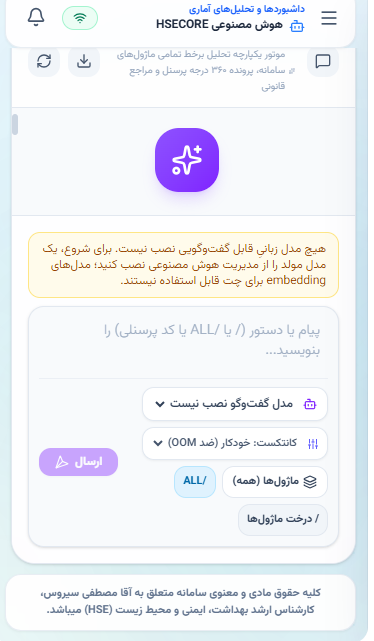 داشبوردها و تحلیل‌های آماری
هوش مصنوعی HSECORE
موتور یکپارچه تحلیل برخط تمامی ماژول‌های
سامانه، پرونده ۳۶۰ درجه پرسنل و مراجع
قانونی
هیچ مدل زبانیِ قابل گفت‌وگویی نصب نیست. برای شروع، یک
مدل مولد را از مدیریت هوش مصنوعی نصب کنید؛ مدل‌های
embedding برای چت قابل استفاده نیستند.
پیام یا دستور (/ یا /ALL یا کد پرسنلی) را
بنویسید...
مدل گفت‌وگو نصب نیست
کانتکست: خودکار (ضد OOM)
ارسال
ماژول‌ها (همه)
/ALL
/ درخت ماژول‌ها
کلیه حقوق مادی و معنوی سامانه متعلق به آقا مصطفی سیروس،
کارشناس ارشد بهداشت، ایمنی و محیط زیست (HSE) میباشد.